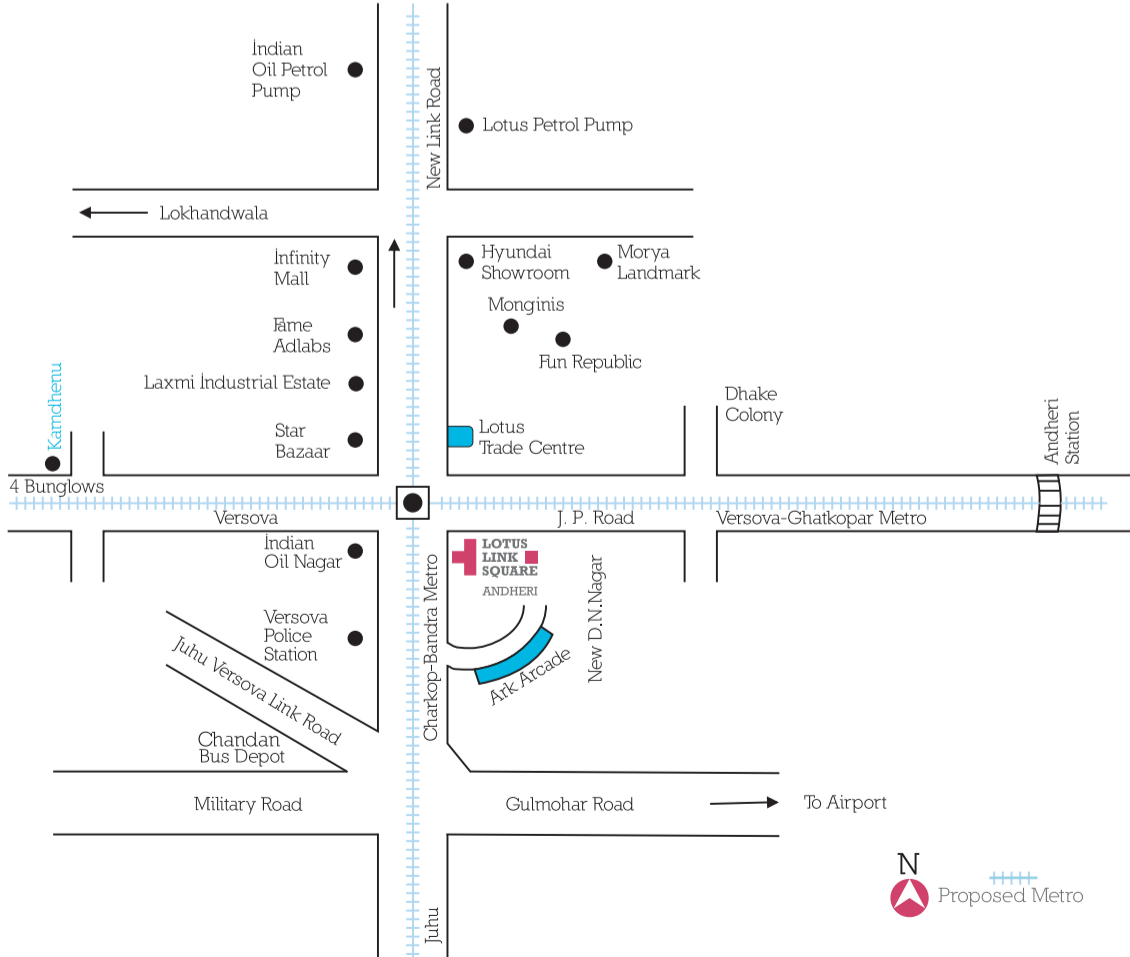 İndian
Oil Petrol
Pump
New Link Road
Lotus Petrol Pump
Lokhandwala
İnfinity
Mall
Hyundai
Showroom
Morya
Landmark
Monginis
Fame
Adlabs
Fun Republic
Laxmi İndustrial Estate
Kamdhenu
Dhake
Colony
Star
Bazaar
Lotus
Trade Centre
Andheri
Station
4 Bunglows
Versova
J. P. Road
Versova-Ghatkopar Metro
İndian
Oil Nagar
LOTUS
LINK
SQUARE
ANDHERI
Charkop-Bandra Metro
New D.N.Nagar
Versova
Police
Station
Juhu Versova Link Road
Ark Arcade
Chandan
Bus Depot
Military Road
Gulmohar Road
To Airport
Juhu
N
Proposed Metro